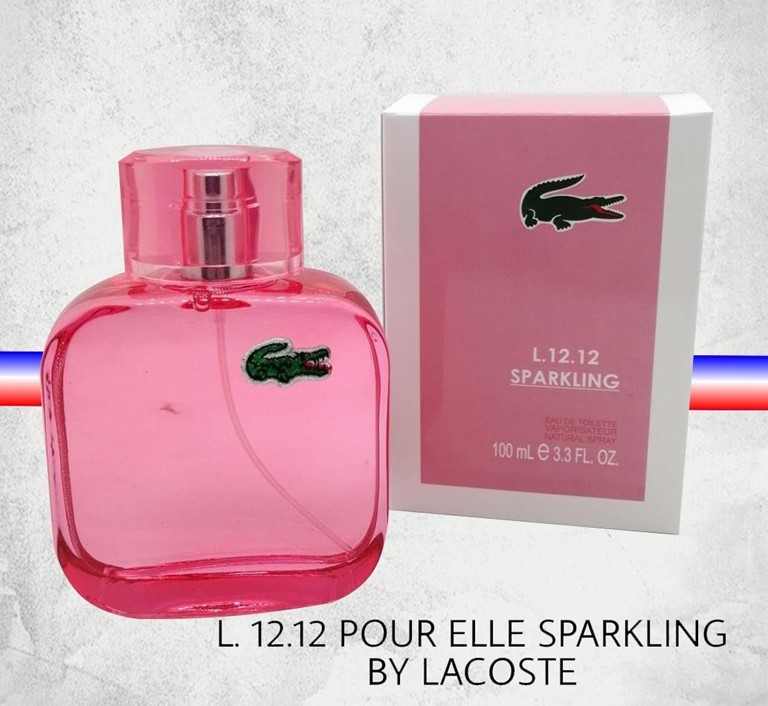 L.12.12
SPARKLING
EAU DE TOILETTE
VAPORISATEUR
NATURAL SPRAY
100 mL e 3.3 FL. OZ.
L. 12.12 POUR ELLE SPARKLING
BY LACOSTE